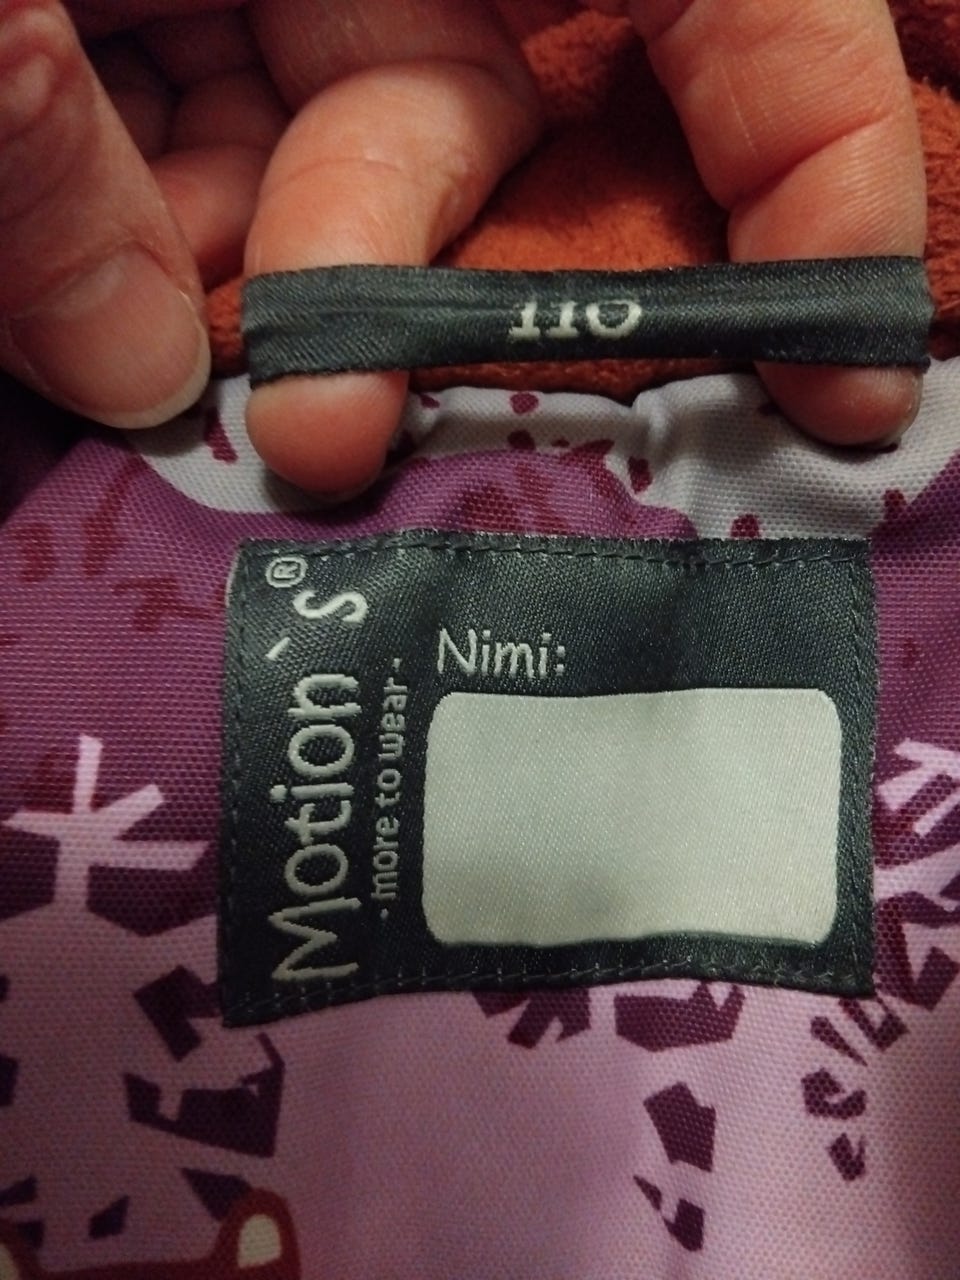 110
Motion`s®
- more to wear -
Nimi: